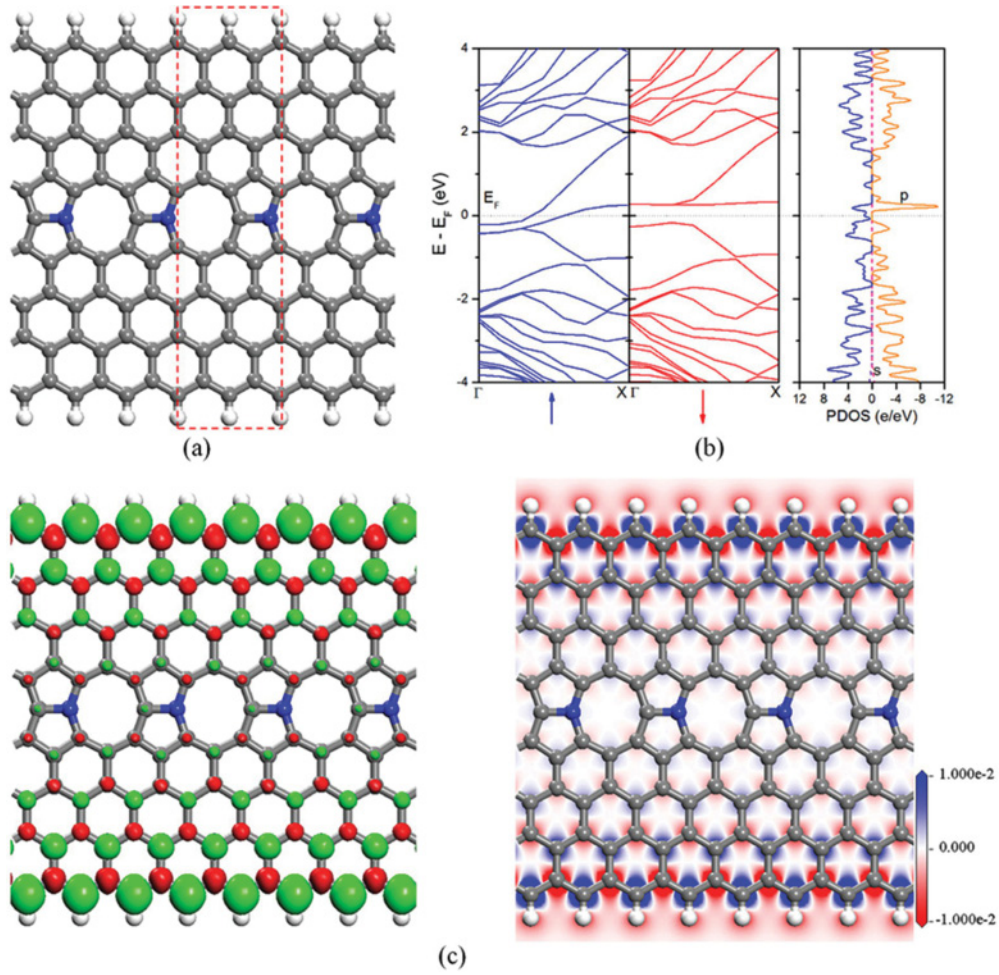 (a)
E - E_F (eV)
4
2
0
-2
-4
E_F
Γ
X
Γ
X
p
s
12 8 4 0 -4 -8 -12
PDOS (e/eV)
(b)
1.000e-2
0.000
-1.000e-2
(c)